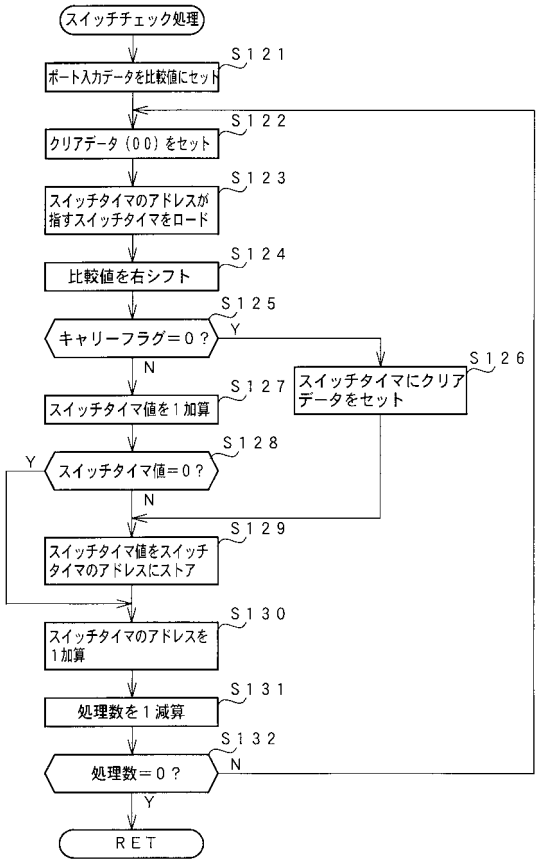 スイッチチェック処理
S121
ポート入力データを比較値にセット
S122
クリアデータ(00)をセット
S123
スイッチタイマのアドレスが
指すスイッチタイマをロード
S124
比較値を右シフト
S125
キャリーフラグ=0?
Y
N
S126
スイッチタイマにクリア
データをセット
S127
スイッチタイマ値を1加算
S128
Y
スイッチタイマ値=0?
N
S129
スイッチタイマ値をスイッチ
タイマのアドレスにストア
S130
スイッチタイマのアドレスを
1加算
S131
処理数を1減算
S132
処理数=0?
N
Y
RET